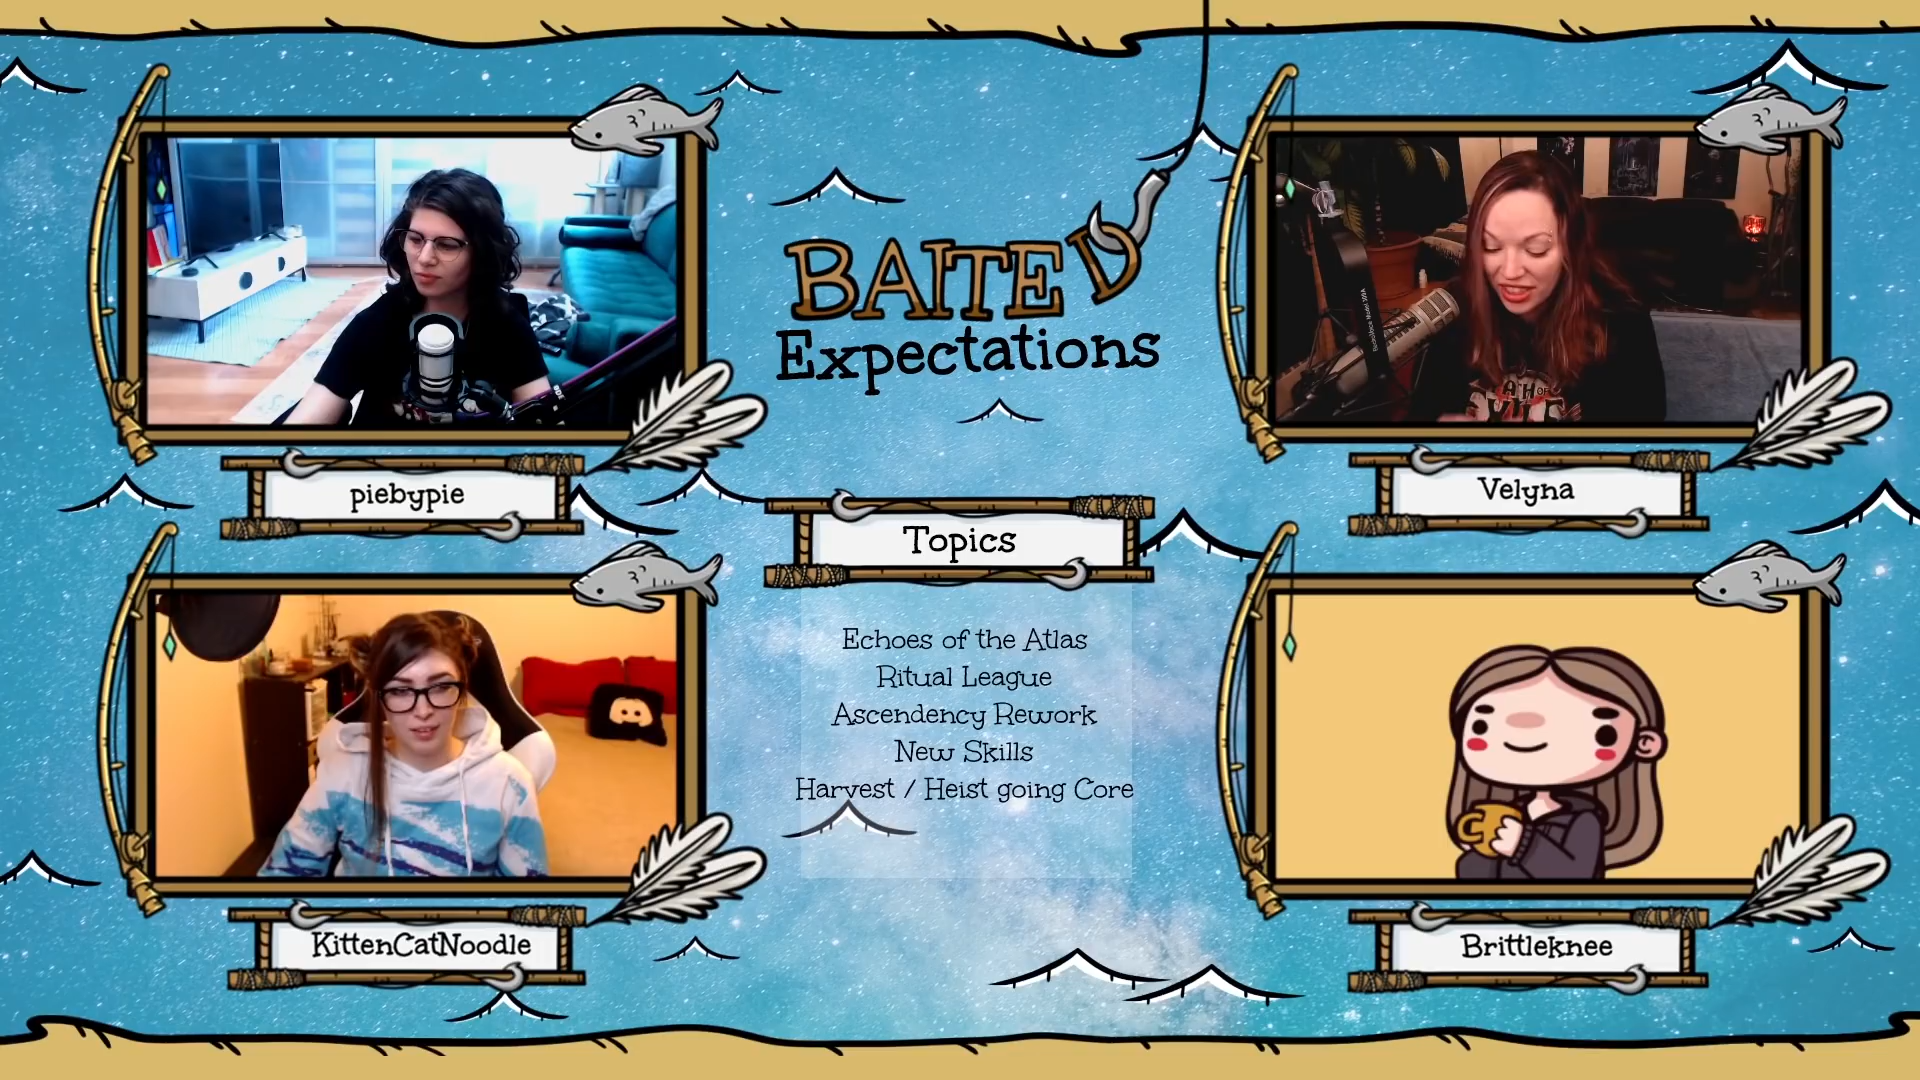 BAITED
Expectations
piebypie
Velyna
Topics
Echoes of the Atlas
Ritual League
Ascendency Rework
New Skills
Harvest / Heist going Core
KittenCatNoodle
Brittleknee